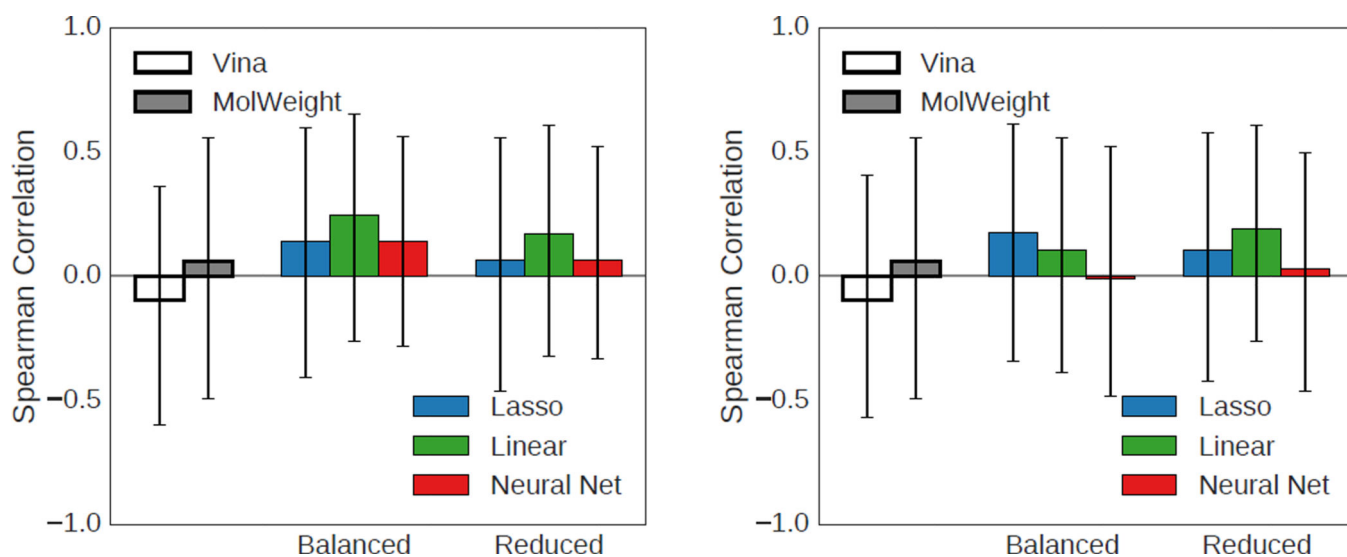 1.0
0.5
0.0
−0.5
−1.0
Spearman Correlation
Vina
MolWeight
Lasso
Linear
Neural Net
Balanced Reduced
1.0
0.5
0.0
−0.5
−1.0
Spearman Correlation
Vina
MolWeight
Lasso
Linear
Neural Net
Balanced Reduced